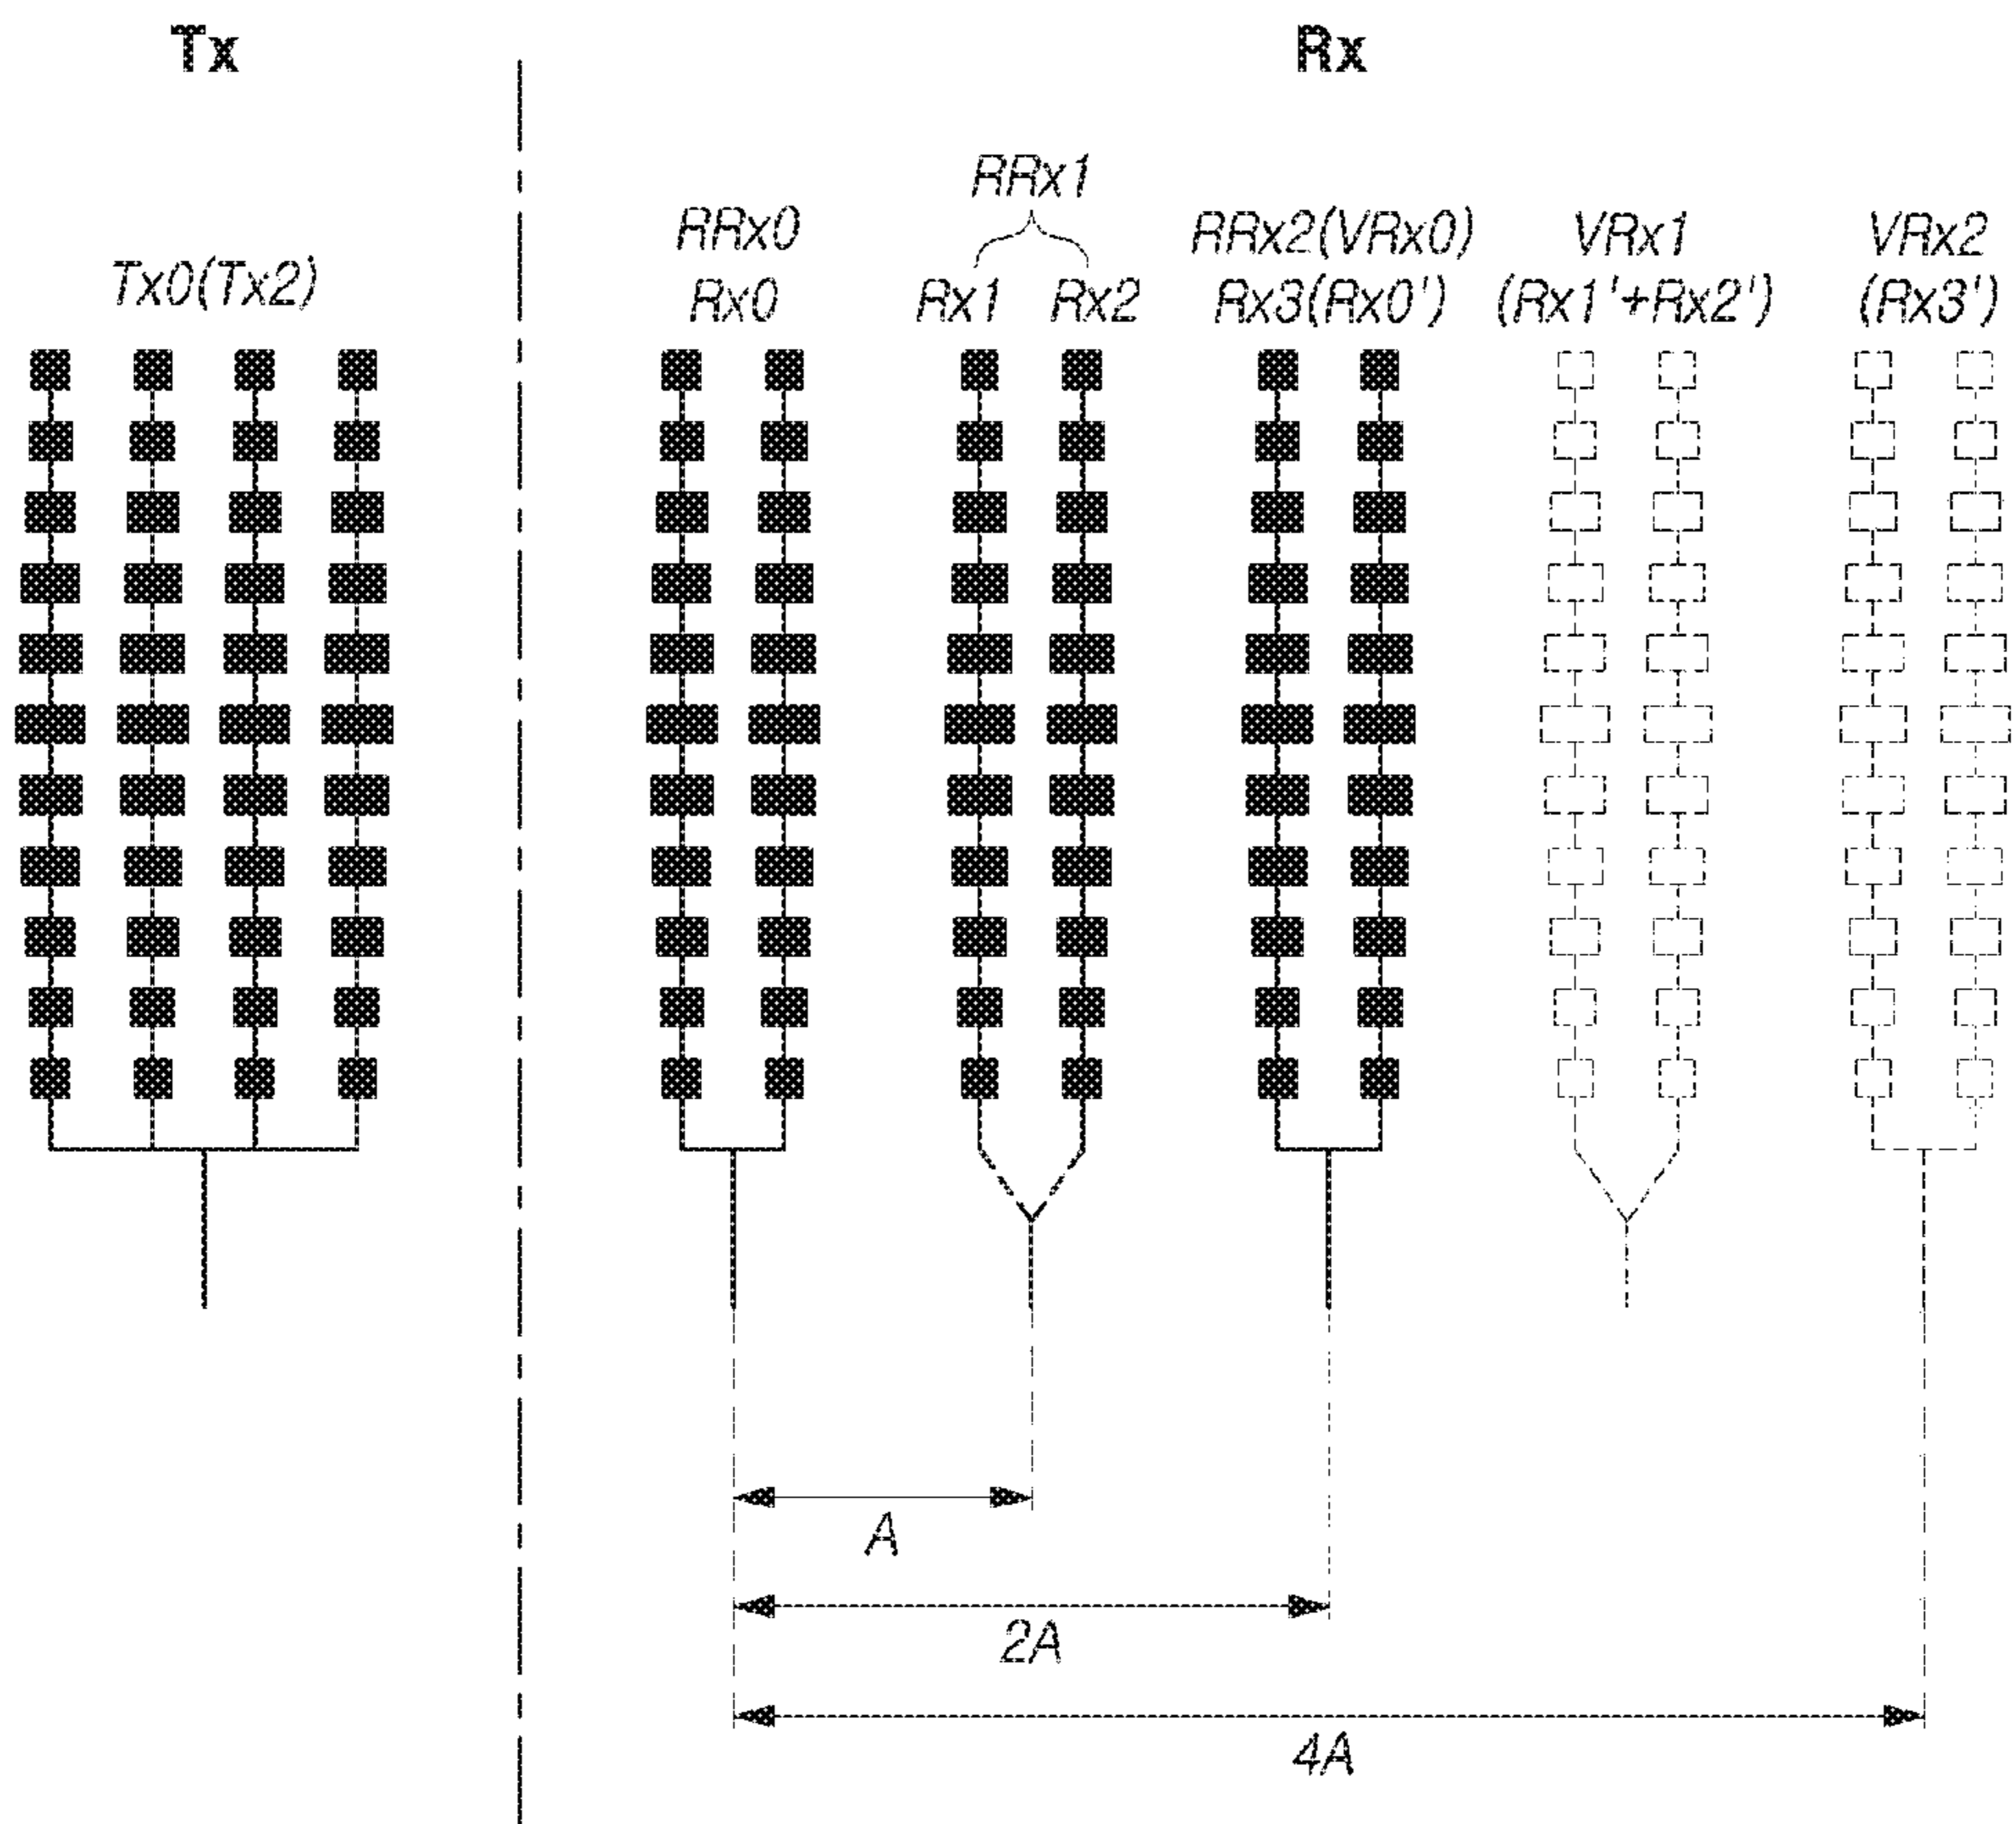 Tx
Rx
RRx1
RRx0
RRx2(VRx0)
VRx1
VRx2
Tx0(Tx2)
Rx0
Rx1
Rx2
Rx3(Rx0')
(Rx1'+Rx2')
(Rx3')
A
2A
4A